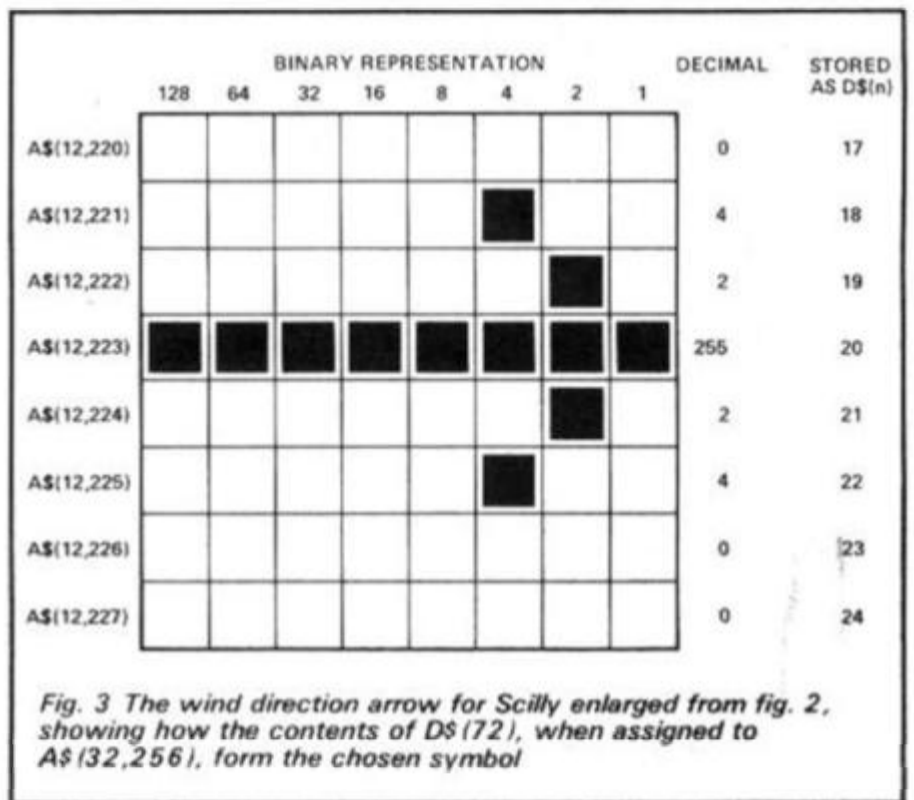 BINARY REPRESENTATION DECIMAL STORED
AS D$(n)
128 64 32 16 8 4 2 1
A$(12,220) 0 17
A$(12,221) 4 18
A$(12,222) 2 19
A$(12,223) 255 20
A$(12,224) 2 21
A$(12,225) 4 22
A$(12,226) 0 23
A$(12,227) 0 24
Fig. 3 The wind direction arrow for Scilly enlarged from fig. 2,
showing how the contents of D$(72), when assigned to
A$(32,256), form the chosen symbol